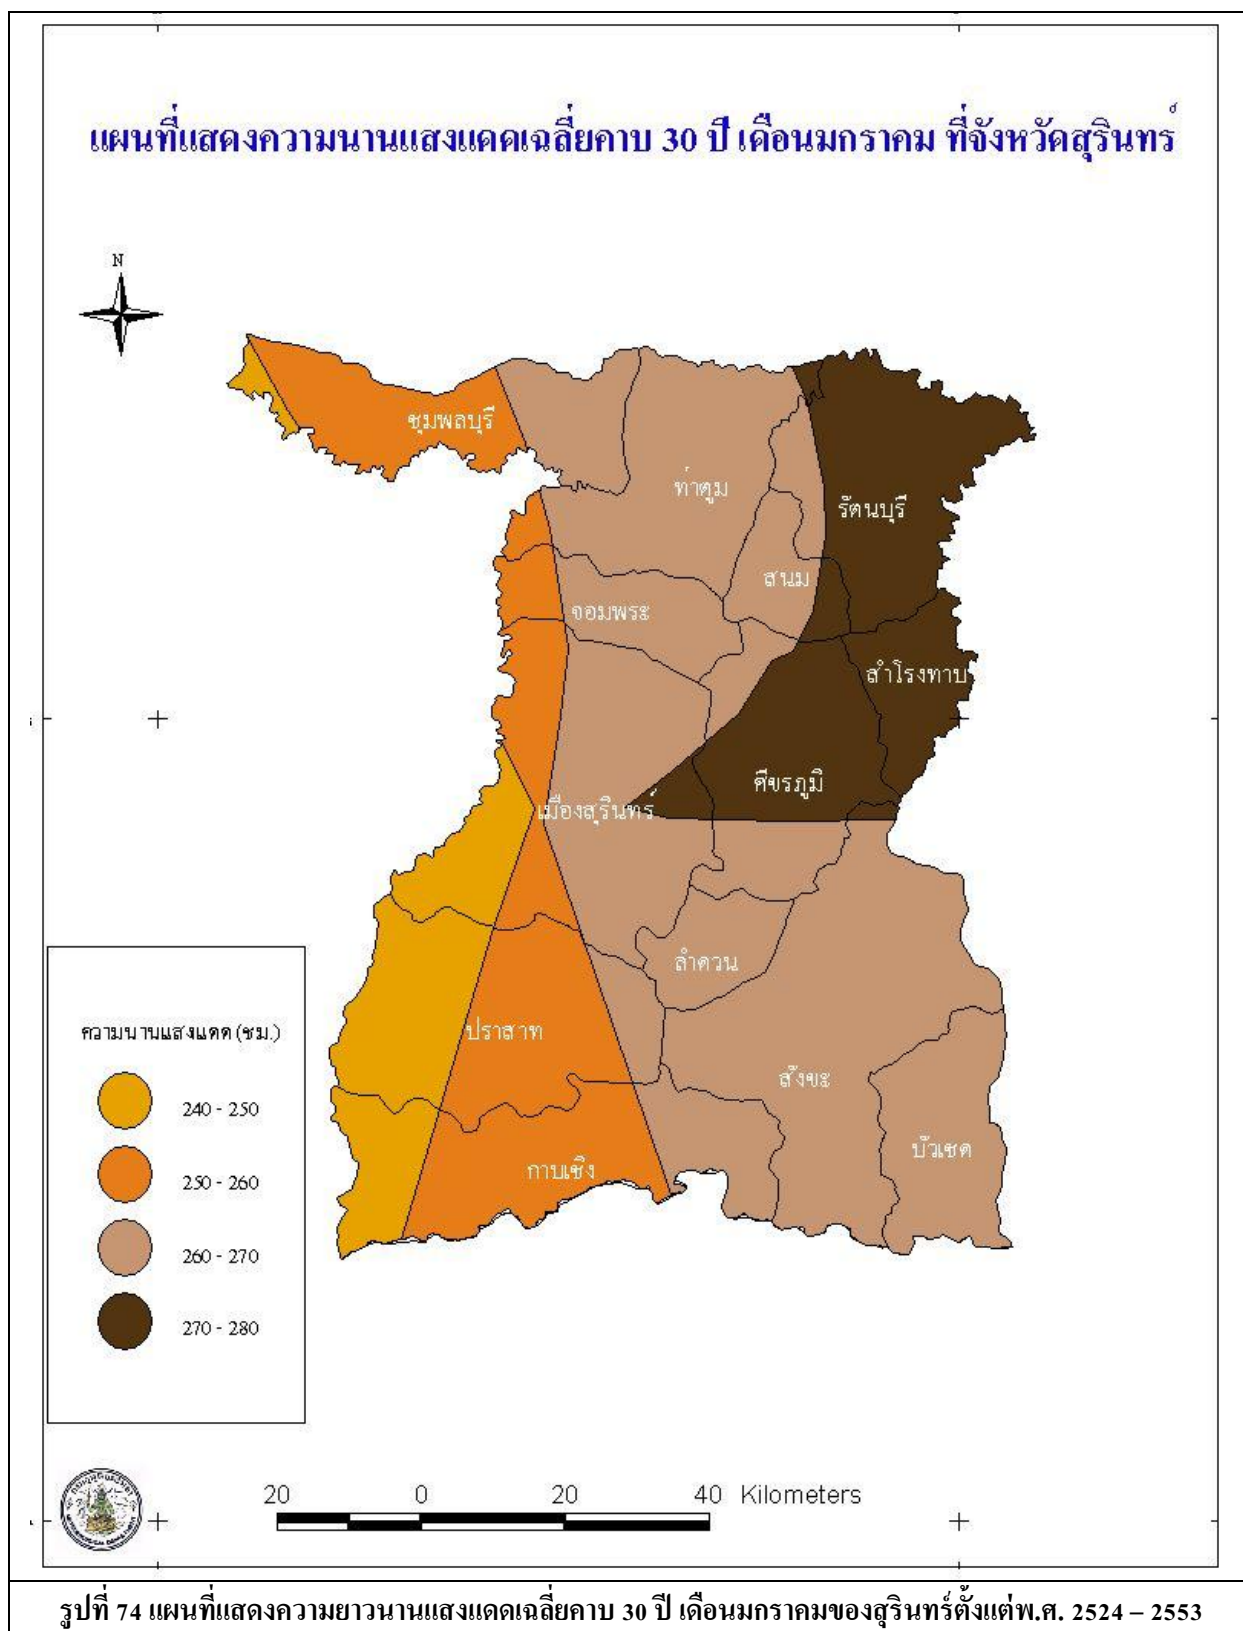 แผนที่แสดงความนานแสงแดดเฉลี่ยคาบ 30 ปี เดือนมกราคม ที่จังหวัดสุรินทร์
N
ชุมพลบุรี
ท่าตูม
รัตนบุรี
สนม
จอมพระ
สำโรงทาบ
ศีขรภูมิ
เมืองสุรินทร์
ลำดวน
ปราสาท
สังขะ
บัวเชด
กาบเชิง
ความนานแสงแดด (ชม.)
240 - 250
250 - 260
260 - 270
270 - 280
20 0 20 40 Kilometers
รูปที่ 74 แผนที่แสดงความยาวนานแสงแดดเฉลี่ยคาบ 30 ปี เดือนมกราคมของสุรินทร์ตั้งแต่พ.ศ. 2524 – 2553